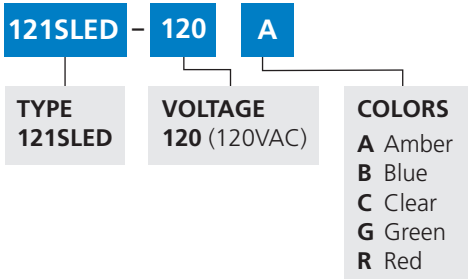 121SLED – 120 A
TYPE
121SLED
VOLTAGE
120 (120VAC)
COLORS
A Amber
B Blue
C Clear
G Green
R Red